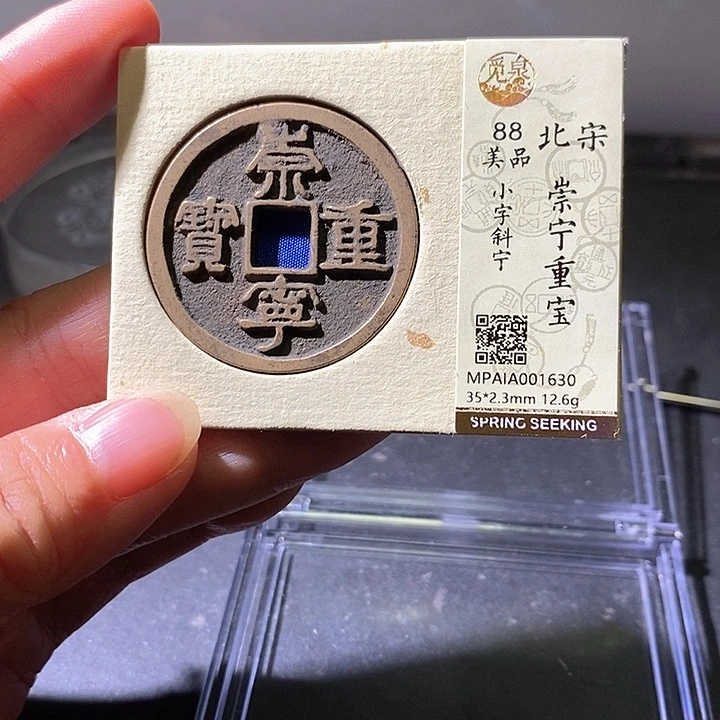 崇
重
寧
寳
觅泉
北宋
崇宁重宝
88
美品
小字斜宁
MPAIA001630
35*2.3mm 12.6g
SPRING SEEKING